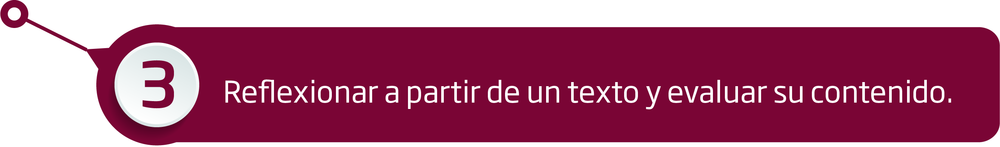 3
Reflexionar a partir de un texto y evaluar su contenido.